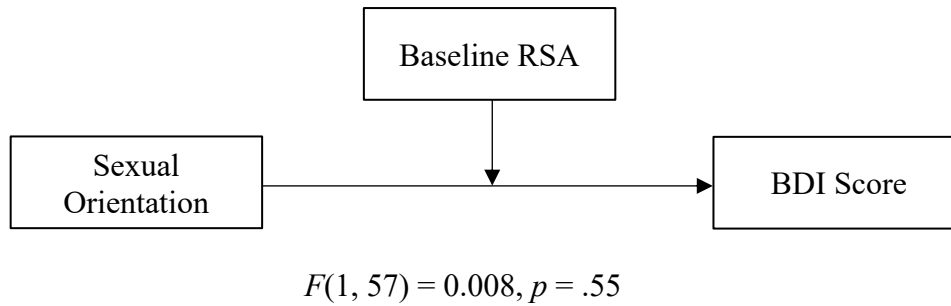 Baseline RSA
Sexual
Orientation
BDI Score
F(1, 57) = 0.008, p = .55